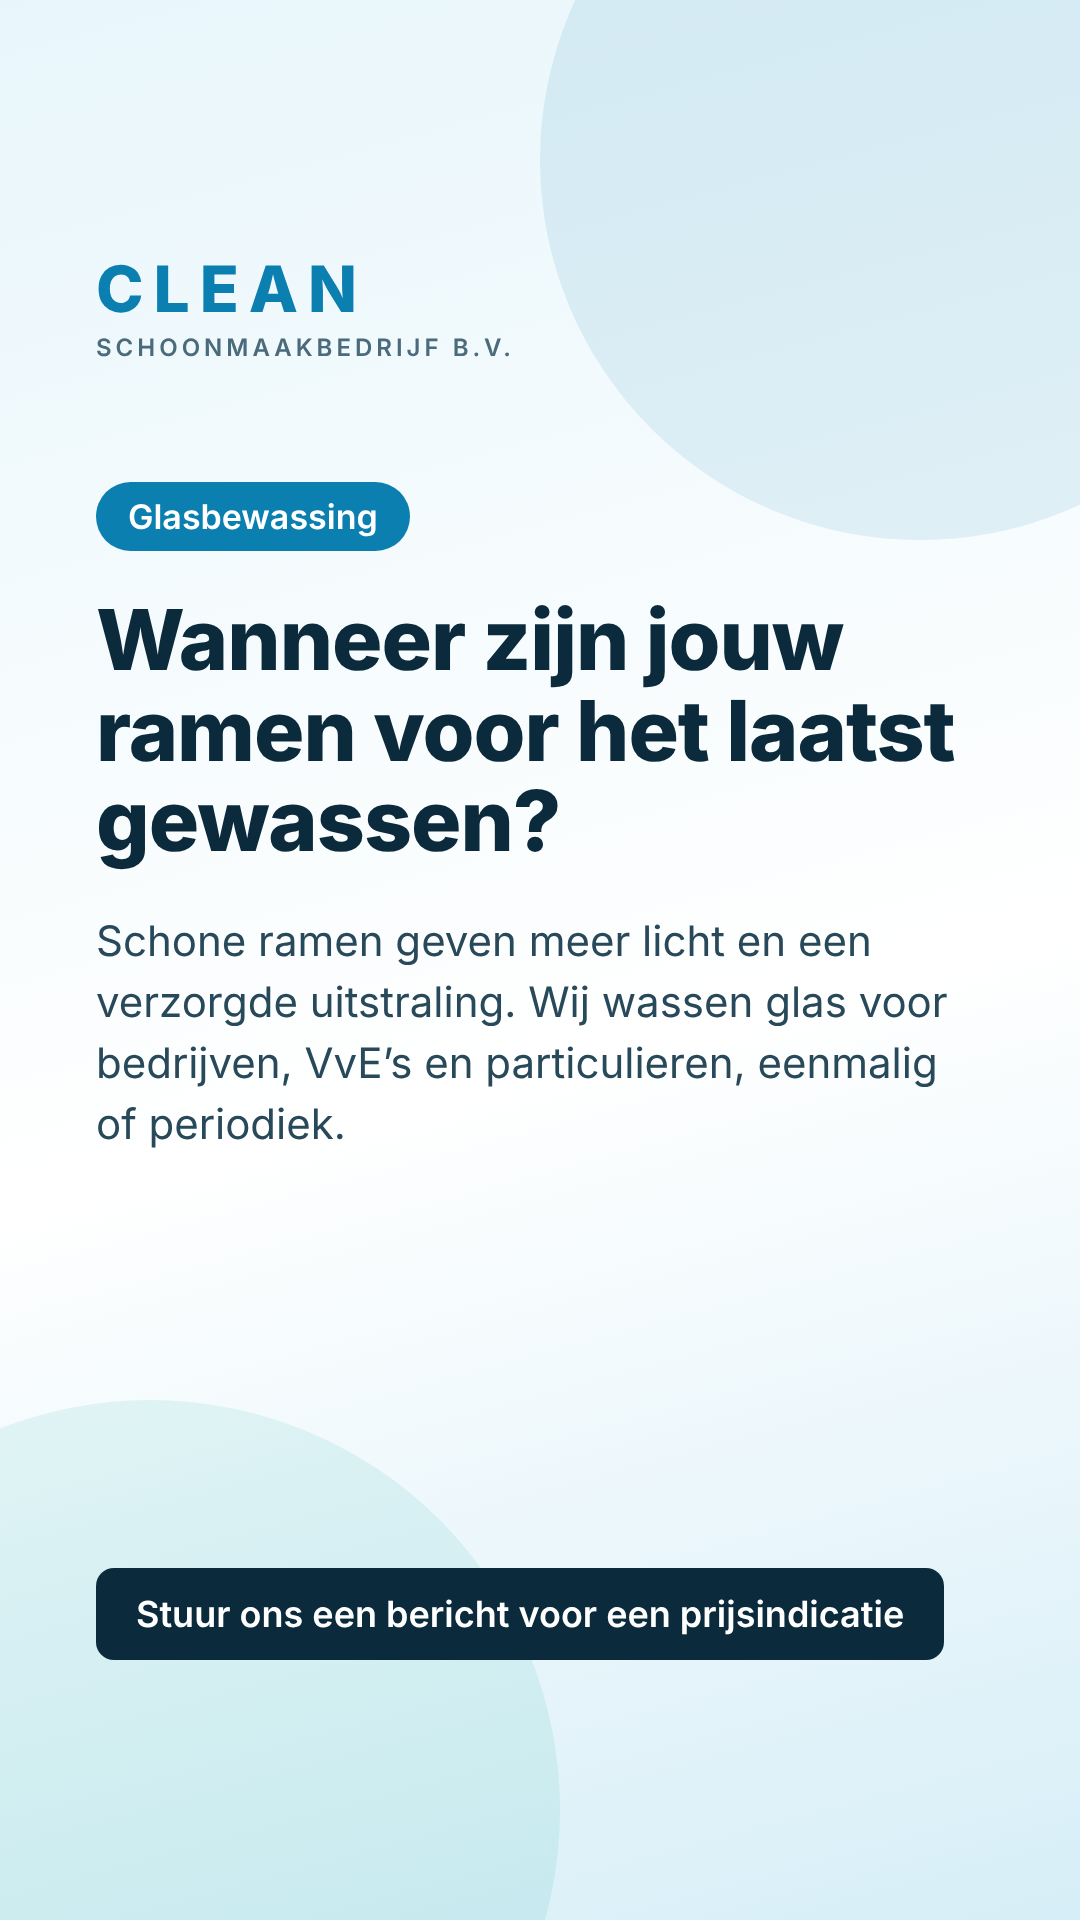 CLEAN
SCHOONMAAKBEDRIJF B.V.
Glasbewassing
Wanneer zijn jouw
ramen voor het laatst
gewassen?
Schone ramen geven meer licht en een
verzorgde uitstraling. Wij wassen glas voor
bedrijven, VvE’s en particulieren, eenmalig
of periodiek.
Stuur ons een bericht voor een prijsindicatie